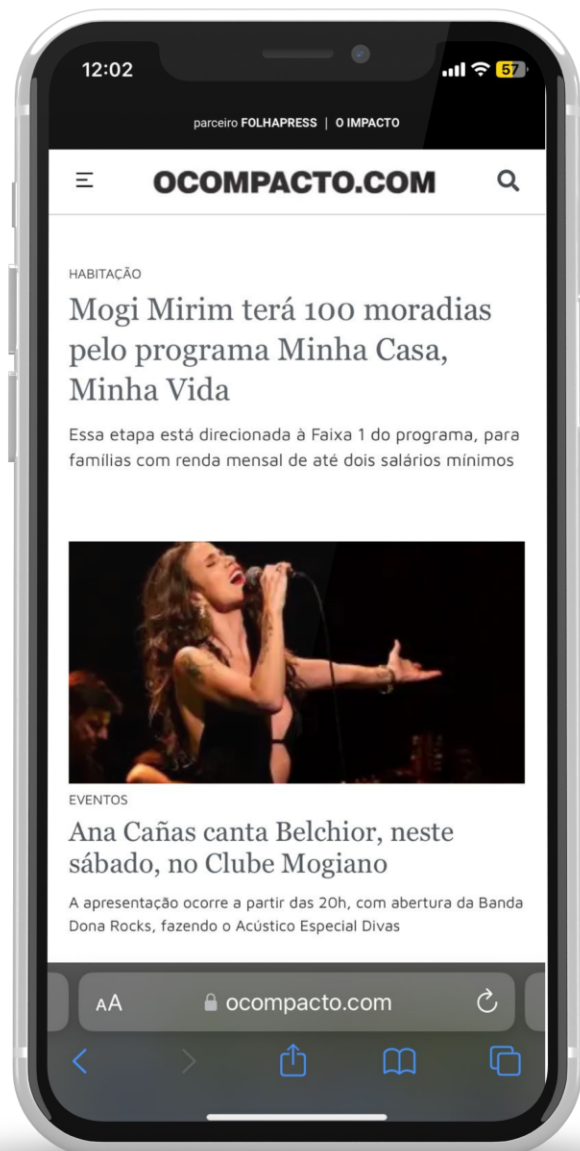 12:02
57
parceiro FOLHAPRESS | O IMPACTO
OCOMPACTO.COM
HABITAÇÃO
Mogi Mirim terá 100 moradias
pelo programa Minha Casa,
Minha Vida
Essa etapa está direcionada à Faixa 1 do programa, para
famílias com renda mensal de até dois salários mínimos
EVENTOS
Ana Cañas canta Belchior, neste
sábado, no Clube Mogiano
A apresentação ocorre a partir das 20h, com abertura da Banda
Dona Rocks, fazendo o Acústico Especial Divas
AA
ocompacto.com